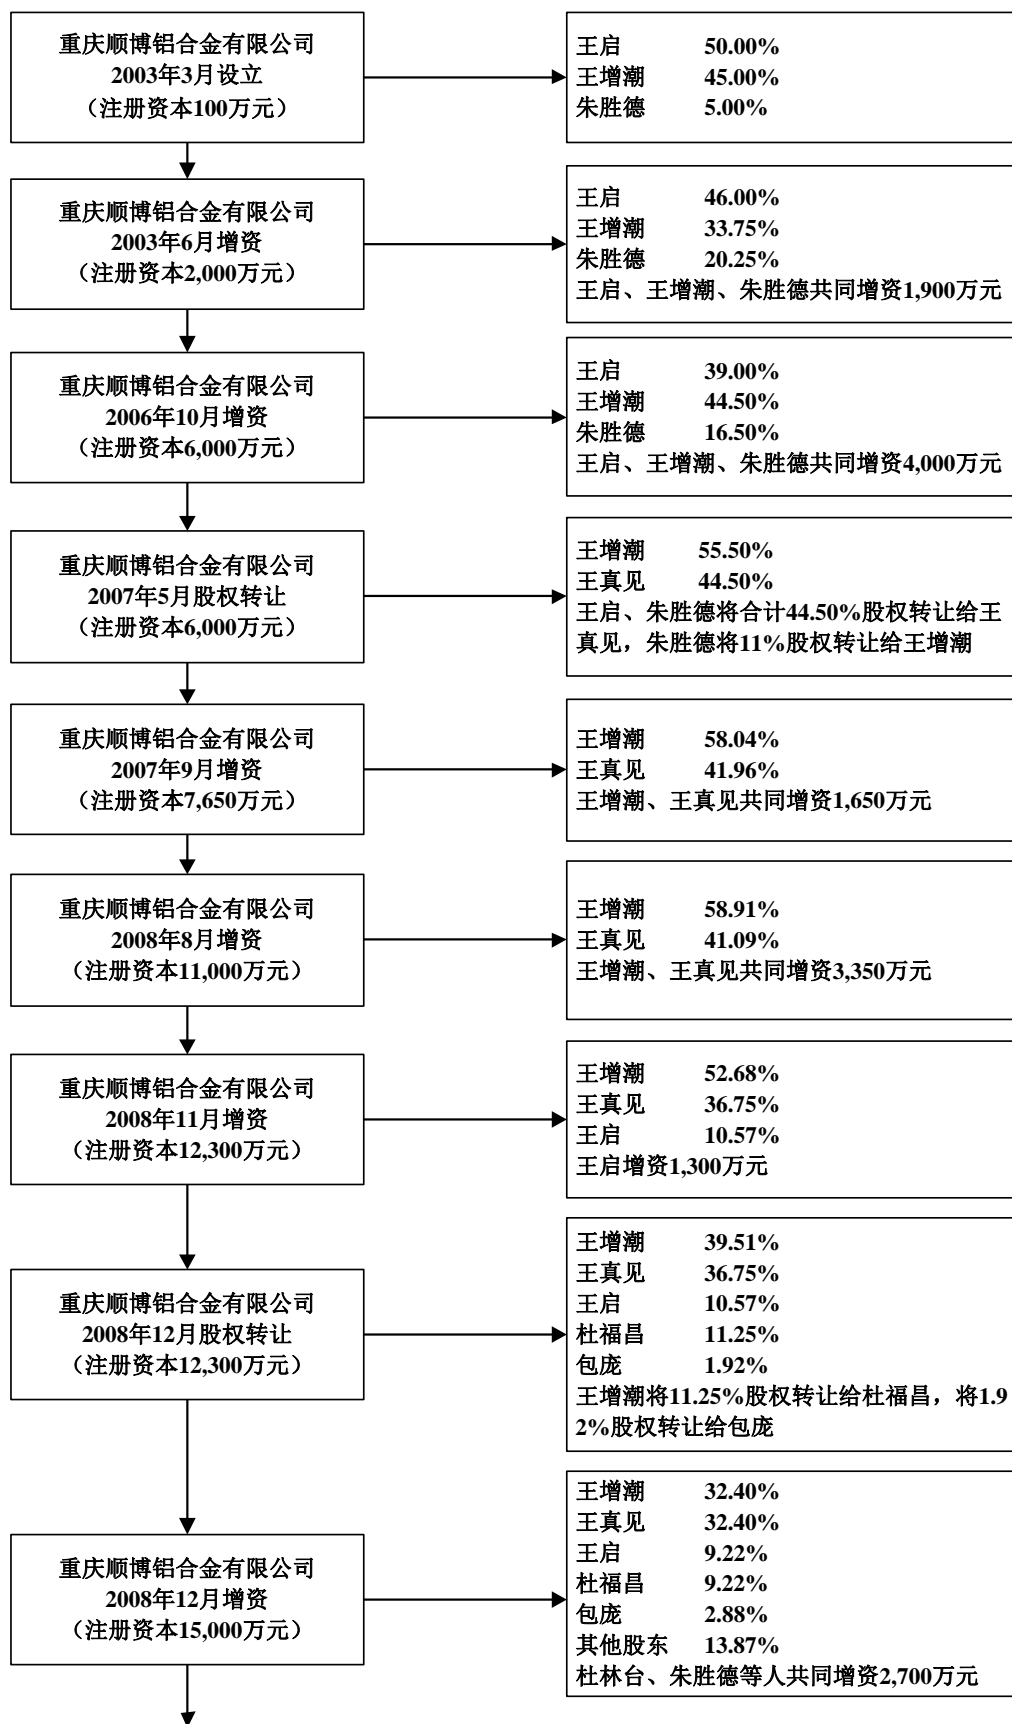 重庆顺博铝合金有限公司
2003年3月设立
（注册资本100万元）
王启 50.00%
王增潮 45.00%
朱胜德 5.00%
重庆顺博铝合金有限公司
2003年6月增资
（注册资本2,000万元）
王启 46.00%
王增潮 33.75%
朱胜德 20.25%
王启、王增潮、朱胜德共同增资1,900万元
重庆顺博铝合金有限公司
2006年10月增资
（注册资本6,000万元）
王启 39.00%
王增潮 44.50%
朱胜德 16.50%
王启、王增潮、朱胜德共同增资4,000万元
重庆顺博铝合金有限公司
2007年5月股权转让
（注册资本6,000万元）
王增潮 55.50%
王真见 44.50%
王启、朱胜德将合计44.50%股权转让给王
真见，朱胜德将11%股权转让给王增潮
重庆顺博铝合金有限公司
2007年9月增资
（注册资本7,650万元）
王增潮 58.04%
王真见 41.96%
王增潮、王真见共同增资1,650万元
重庆顺博铝合金有限公司
2008年8月增资
（注册资本11,000万元）
王增潮 58.91%
王真见 41.09%
王增潮、王真见共同增资3,350万元
重庆顺博铝合金有限公司
2008年11月增资
（注册资本12,300万元）
王增潮 52.68%
王真见 36.75%
王启 10.57%
王启增资1,300万元
重庆顺博铝合金有限公司
2008年12月股权转让
（注册资本12,300万元）
王增潮 39.51%
王真见 36.75%
王启 10.57%
杜福昌 11.25%
包庞 1.92%
王增潮将11.25%股权转让给杜福昌，将1.9
2%股权转让给包庞
重庆顺博铝合金有限公司
2008年12月增资
（注册资本15,000万元）
王增潮 32.40%
王真见 32.40%
王启 9.22%
杜福昌 9.22%
包庞 2.88%
其他股东 13.87%
杜林台、朱胜德等人共同增资2,700万元